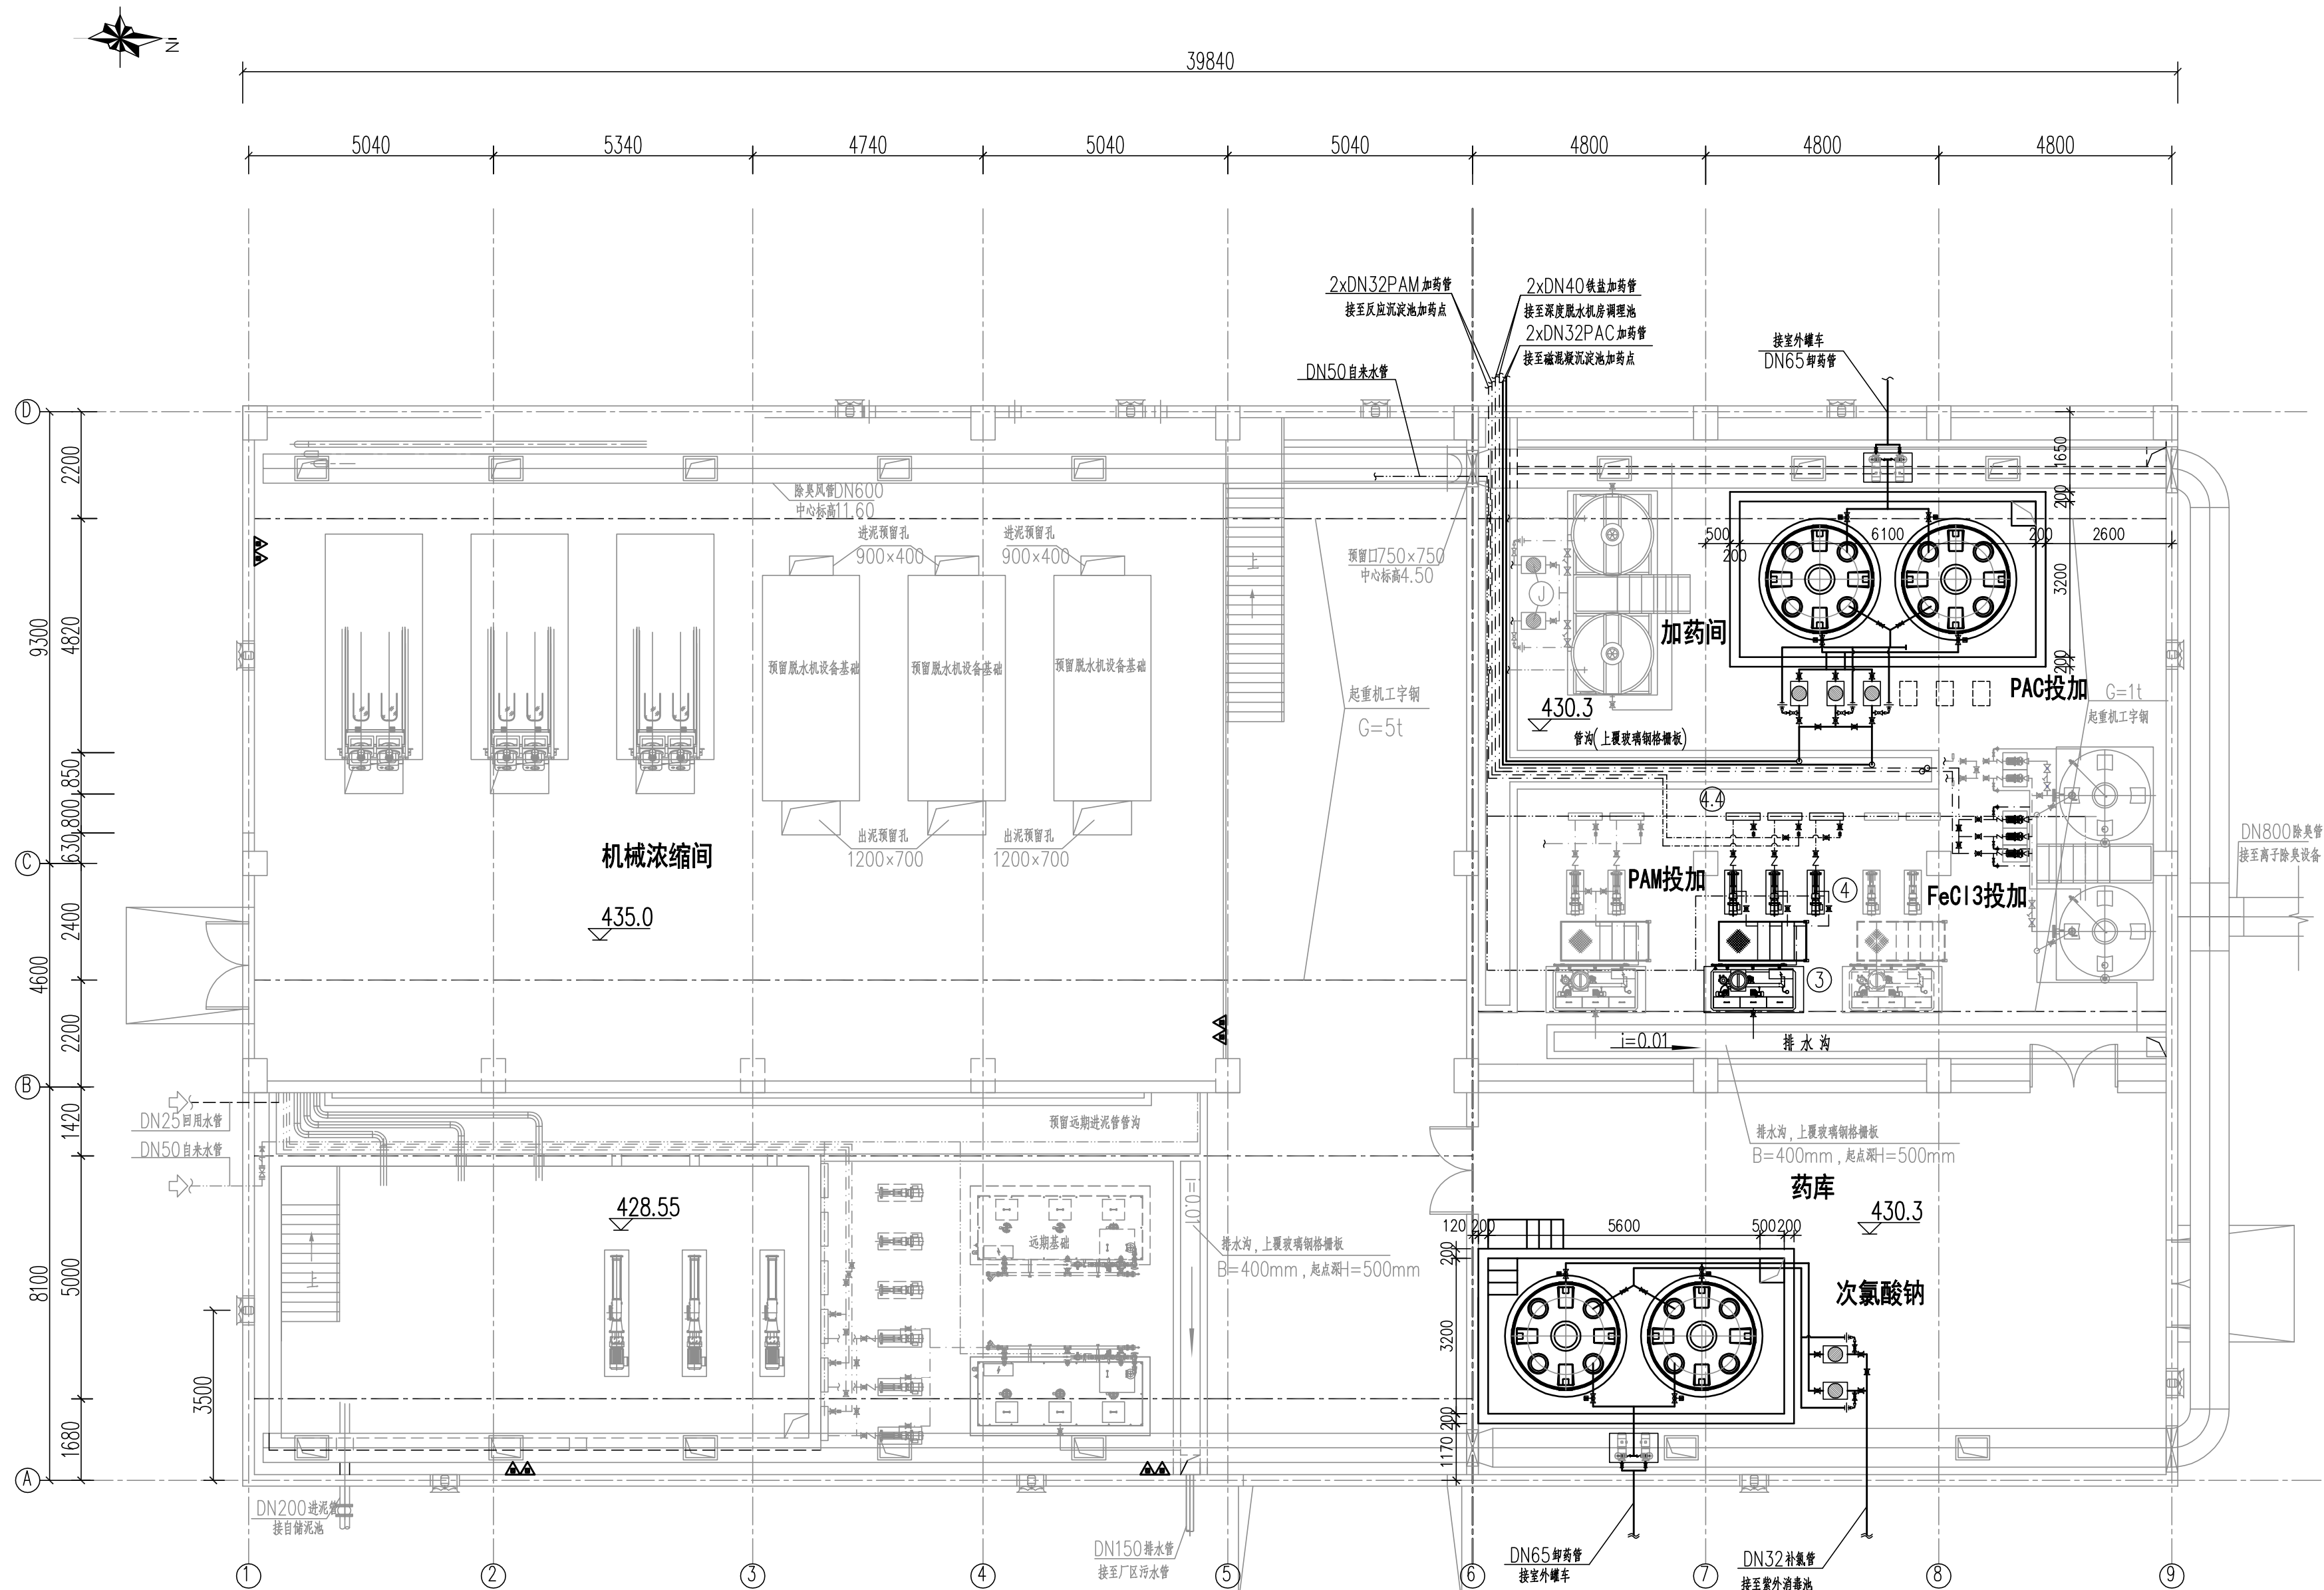 N
39840
5040
5340
4740
5040
5040
4800
4800
4800
2xDN32PAM加药管
接至反应沉淀池加药点
2xDN40铁盐加药管
接至深度脱水机房调理池
2xDN32PAC加药管
接至磁混凝沉淀池加药点
接室外罐车
DN65卸药管
DN50自来水管
D
2200
9300
4820
850
800
630
C
2400
4600
2200
B
1420
8100
5000
3500
1680
A
除臭风管DN600
中心标高11.60
进泥预留孔
900×400
进泥预留孔
900×400
预留脱水机设备基础
预留脱水机设备基础
预留脱水机设备基础
出泥预留孔
1200×700
出泥预留孔
1200×700
机械浓缩间
435.0
上
预留口750×750
中心标高4.50
起重机工字钢
G=5t
J
加药间
430.3
管沟(上覆玻璃钢格栅板)
1650
200
500
200
6100
200
2600
3200
200
PAC投加
G=1t
起重机工字钢
4.4
PAM投加
4
FeCl3投加
3
DN800除臭管
接至离子除臭设备
i=0.01
排水沟
DN25回用水管
DN50自来水管
预留远期进泥管管沟
428.55
上
远期基础
i=0.01
排水沟,上覆玻璃钢格栅板
B=400mm,起点深H=500mm
排水沟,上覆玻璃钢格栅板
B=400mm,起点深H=500mm
药库
430.3
120
200
5600
500
200
200
3200
200
1170
次氯酸钠
DN200进泥管
接自储泥池
DN150排水管
接至厂区污水管
DN65卸药管
接室外罐车
DN32补氯管
接至紫外消毒池
1
2
3
4
5
6
7
8
9